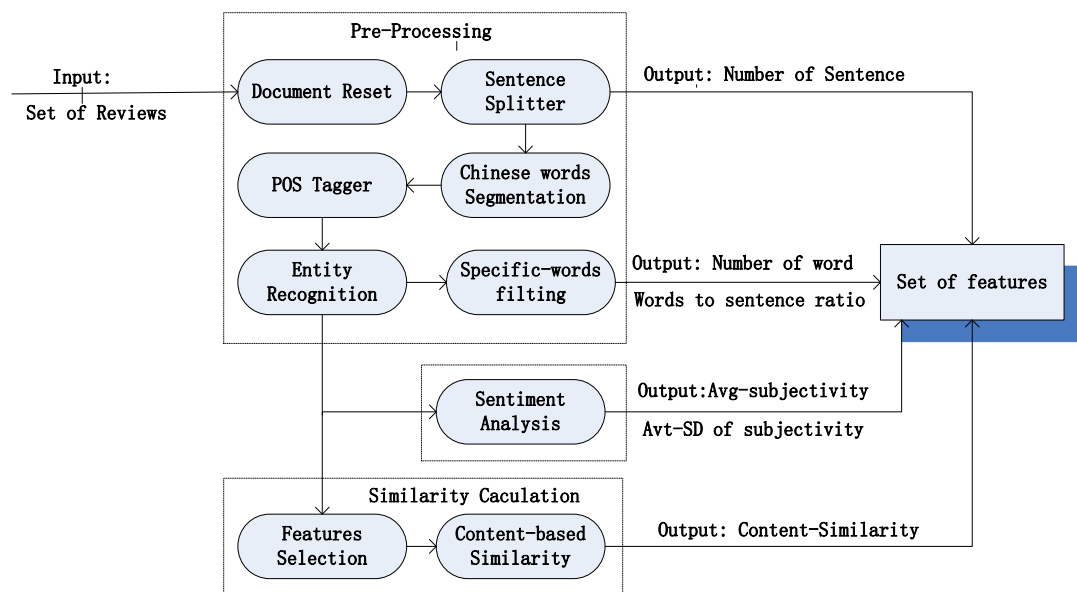 Pre-Processing
Input:
Set of Reviews
Document Reset
Sentence
Splitter
Output: Number of Sentence
POS Tagger
Chinese words
Segmentation
Entity
Recognition
Specific-words
filting
Output: Number of word
Words to sentence ratio
Set of features
Sentiment
Analysis
Output:Avg-subjectivity
Avt-SD of subjectivity
Similarity Caculation
Features
Selection
Content-based
Similarity
Output: Content-Similarity